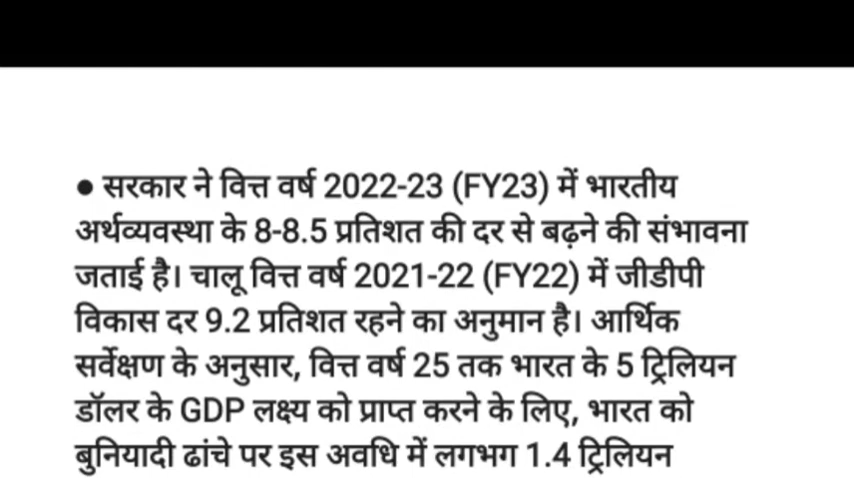 ● सरकार ने वित्त वर्ष 2022-23 (FY23) में भारतीय
अर्थव्यवस्था के 8-8.5 प्रतिशत की दर से बढ़ने की संभावना
जताई है। चालू वित्त वर्ष 2021-22 (FY22) में जीडीपी
विकास दर 9.2 प्रतिशत रहने का अनुमान है। आर्थिक
सर्वेक्षण के अनुसार, वित्त वर्ष 25 तक भारत के 5 ट्रिलियन
डॉलर के GDP लक्ष्य को प्राप्त करने के लिए, भारत को
बुनियादी ढांचे पर इस अवधि में लगभग 1.4 ट्रिलियन